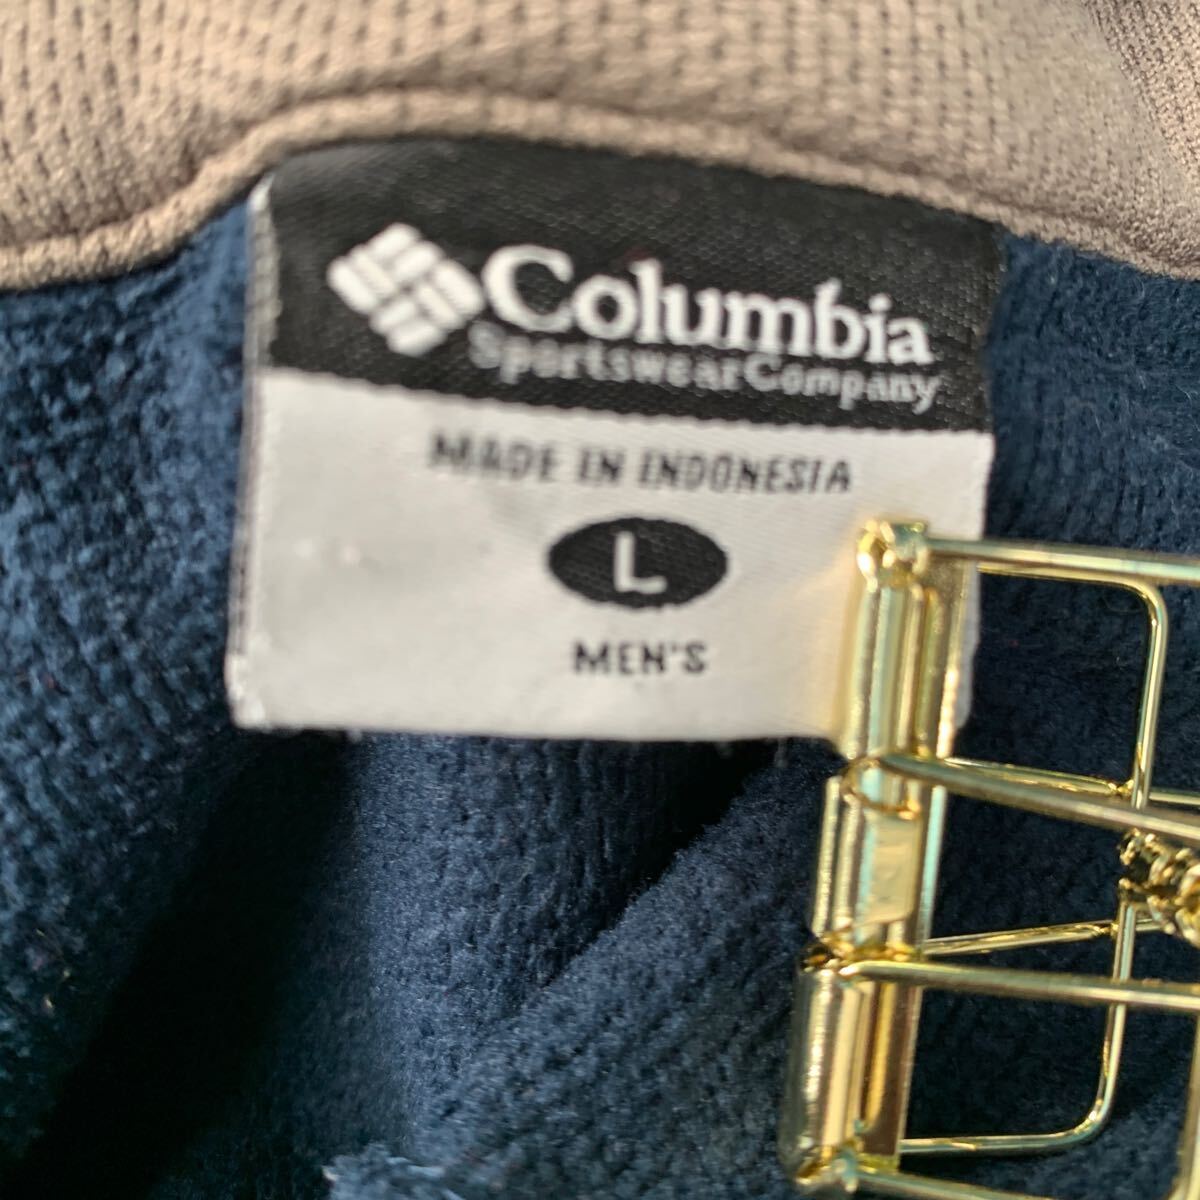 Columbia
Sportswear Company
MADE IN INDONESIA
L
MEN'S